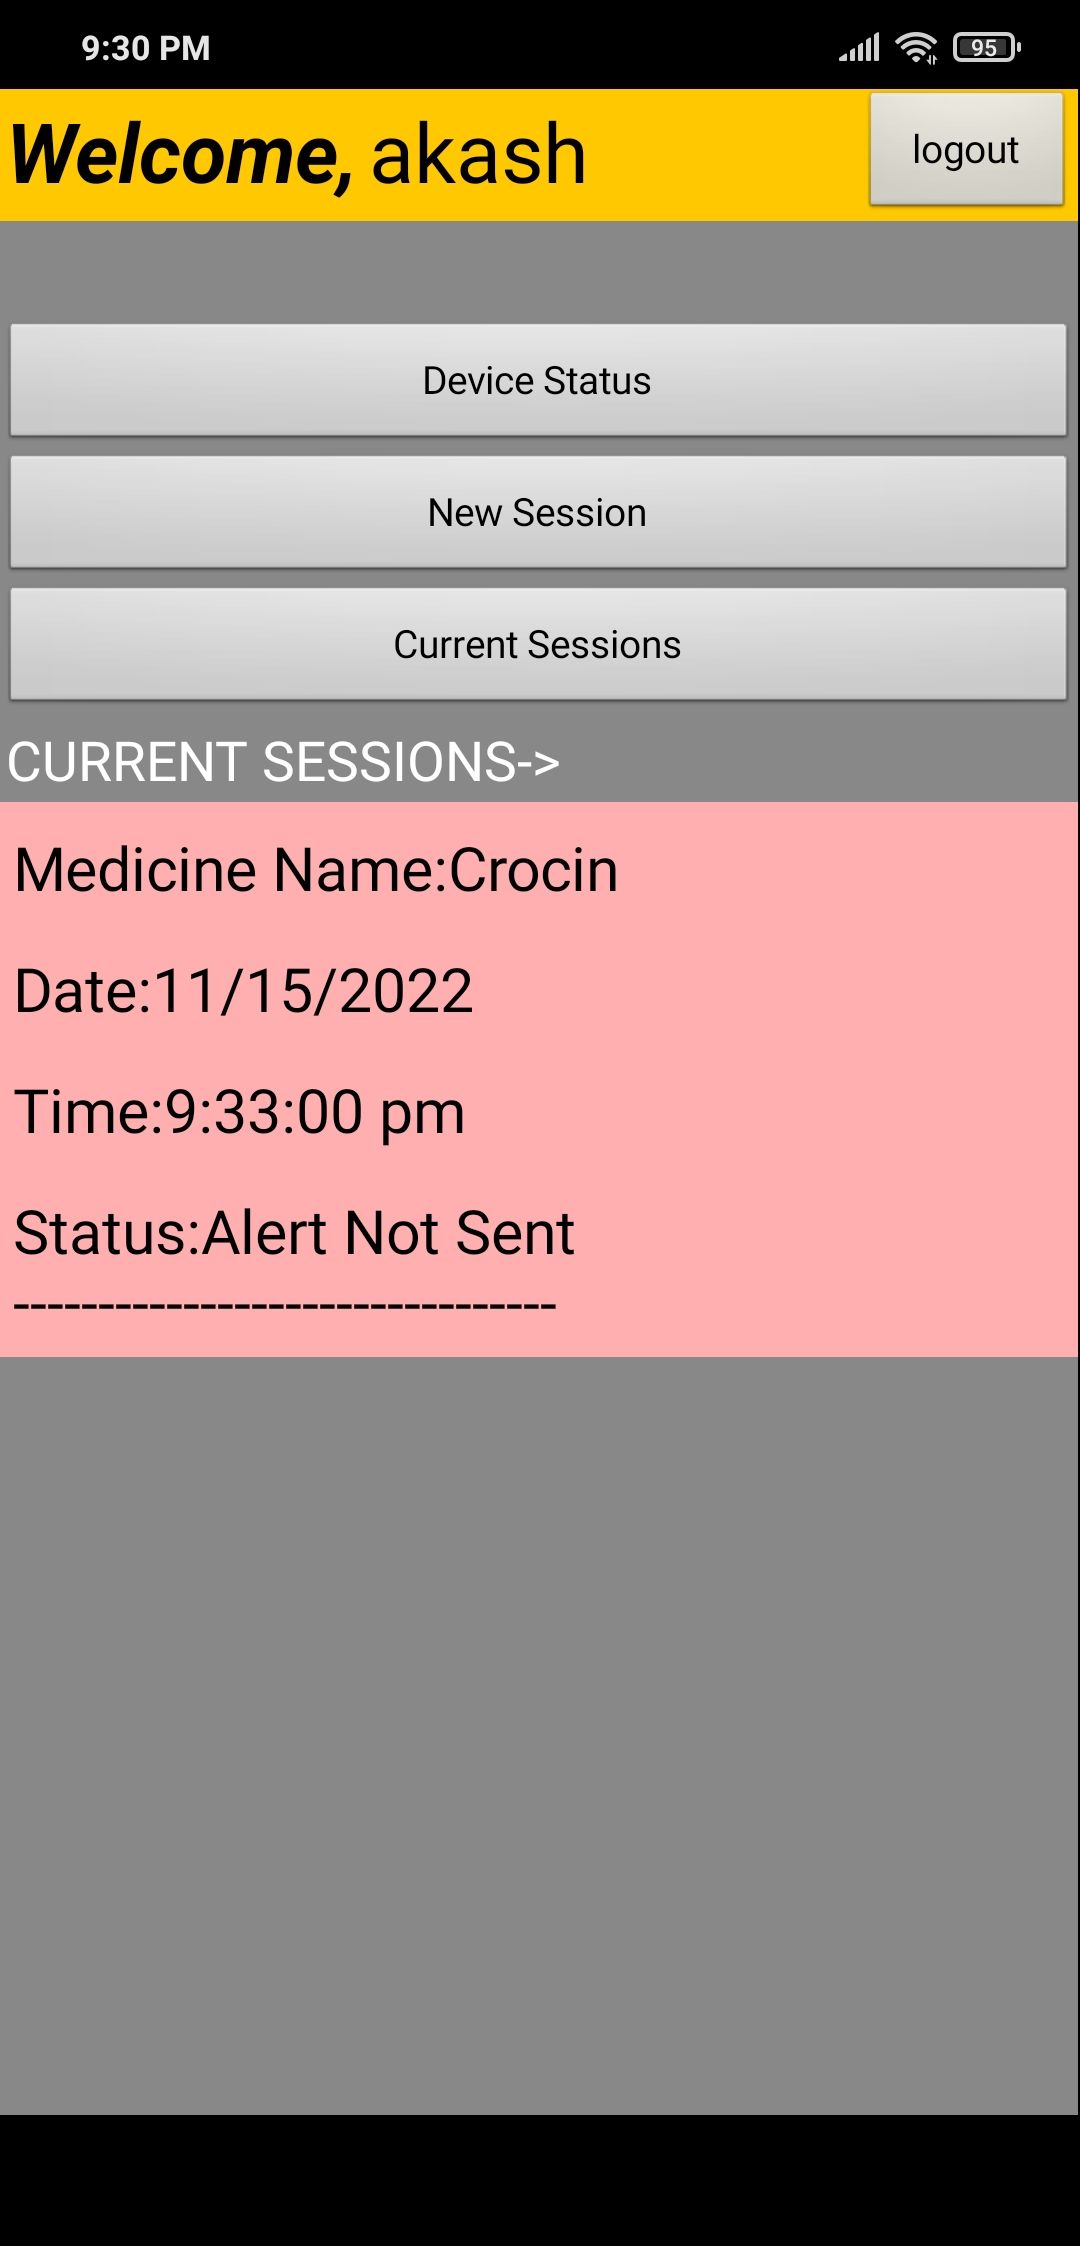 9:30 PM 95
Welcome, akash logout
Device Status
New Session
Current Sessions
CURRENT SESSIONS->
Medicine Name:Crocin
Date:11/15/2022
Time:9:33:00 pm
Status:Alert Not Sent
--------------------------------